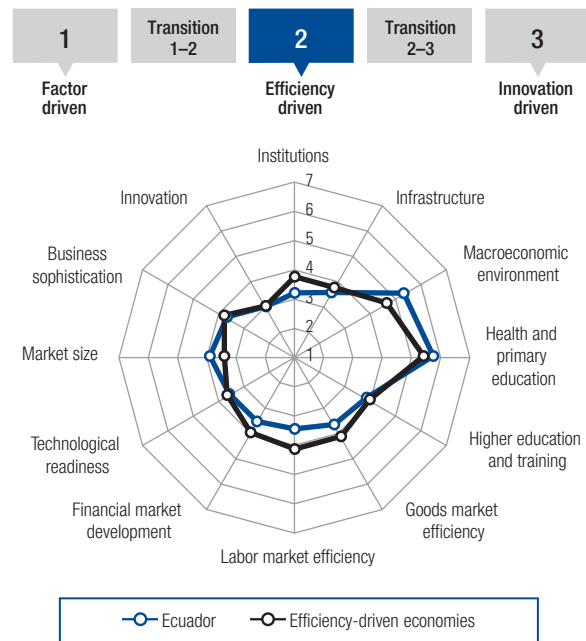 1
Transition
1–2
2
Transition
2–3
3
Factor
driven
Efficiency
driven
Innovation
driven
Institutions
Innovation
7
Infrastructure
6
5
Business
sophistication
4
Macroeconomic
environment
3
2
Market size
1
Health and
primary
education
Technological
readiness
Higher education
and training
Financial market
development
Goods market
efficiency
Labor market efficiency
Ecuador
Efficiency-driven economies